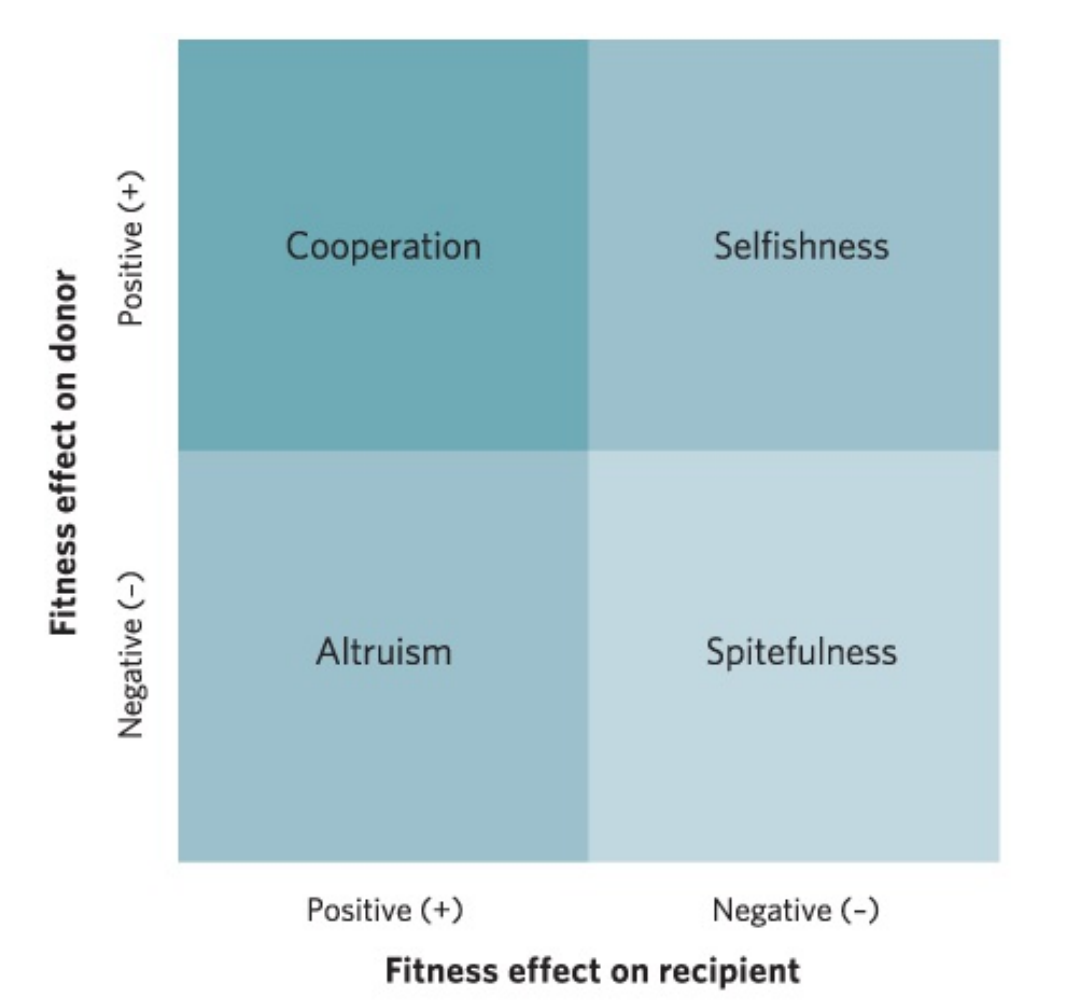 Fitness effect on donor
Positive (+)
Negative (–)
Cooperation
Selfishness
Altruism
Spitefulness
Positive (+)
Negative (–)
Fitness effect on recipient